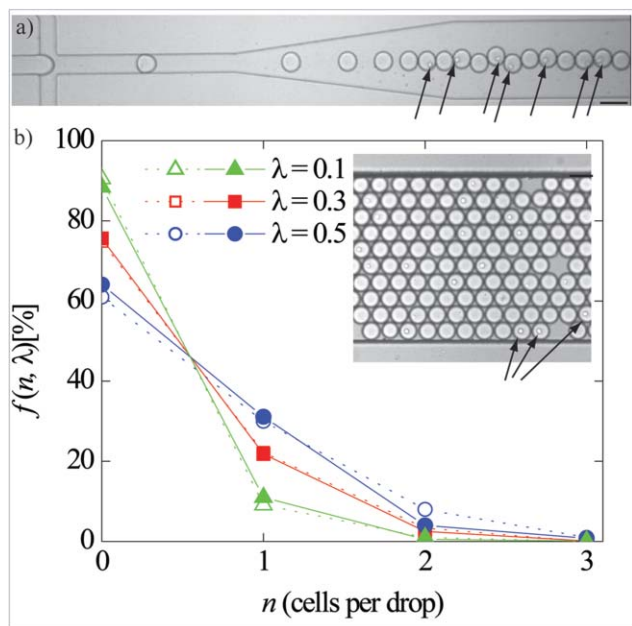 a)
b)
100
80
60
40
20
0
f(n, λ)[%]
λ = 0.1
λ = 0.3
λ = 0.5
0 1 2 3
n (cells per drop)